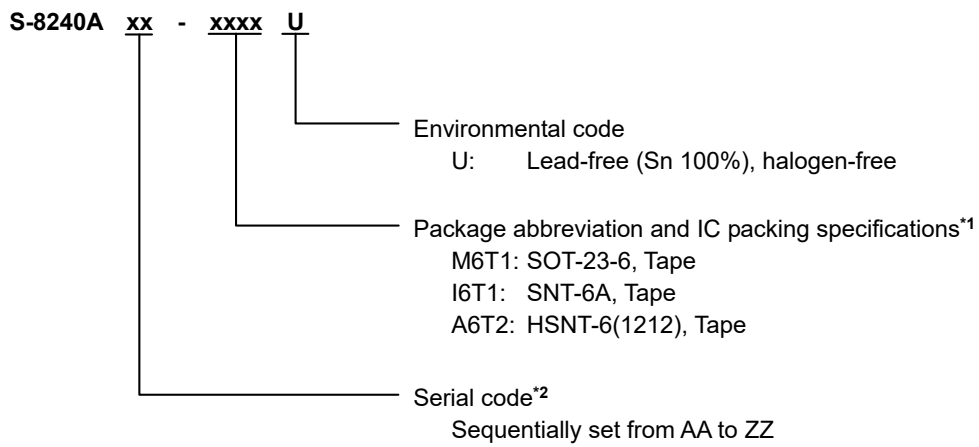 S-8240A xx - xxxx U
Environmental code
U: Lead-free (Sn 100%), halogen-free
Package abbreviation and IC packing specifications*1
M6T1: SOT-23-6, Tape
I6T1: SNT-6A, Tape
A6T2: HSNT-6(1212), Tape
Serial code*2
Sequentially set from AA to ZZ